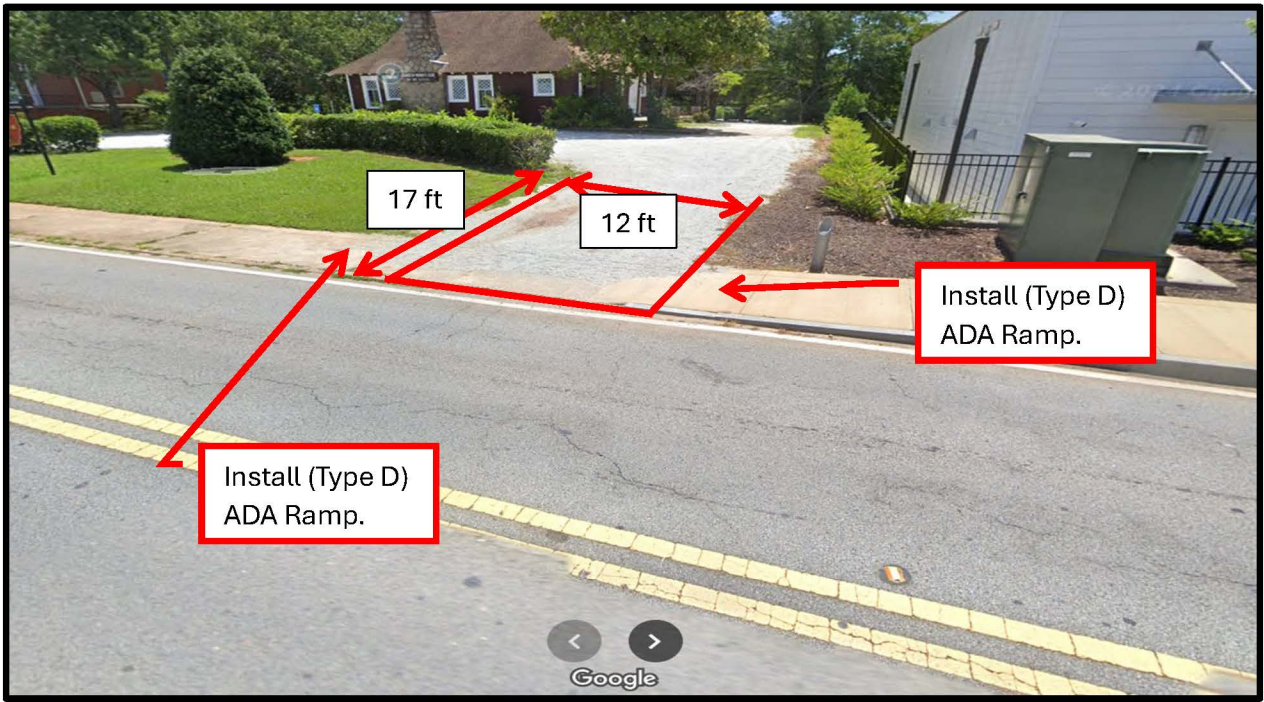 17 ft
12 ft
Install (Type D)
ADA Ramp.
Install (Type D)
ADA Ramp.
Google